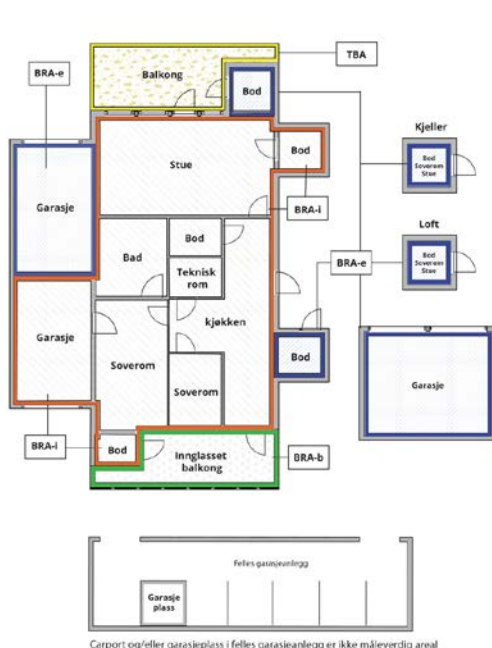 TBA
BRA-e
Balkong
Bod
Kjeller
Bod
Soverom
Stue
Stue
Bod
Garasje
BRA-i
Loft
Bod
Soverom
Stue
Bad
Bod
BRA-e
Teknisk
rom
Garasje
kjøkken
Soverom
Bod
Soverom
Garasje
BRA-i
Bod
Innglasset
balkong
BRA-b
Felles garasjeanlegg
Garasje
plass
Carport og/eller garasjeplass i felles garasjeanlegg er ikke måleverdig areal